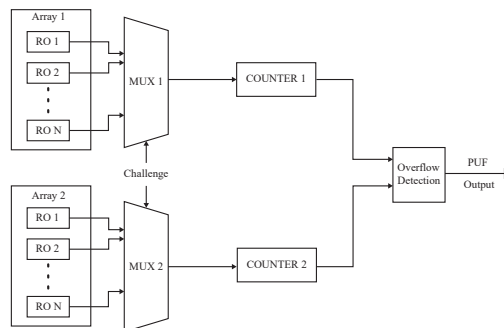 Array 1
RO 1
RO 2
RO N
MUX 1
COUNTER 1
Challenge
Overflow
Detection
PUF
Output
Array 2
RO 1
RO 2
RO N
MUX 2
COUNTER 2